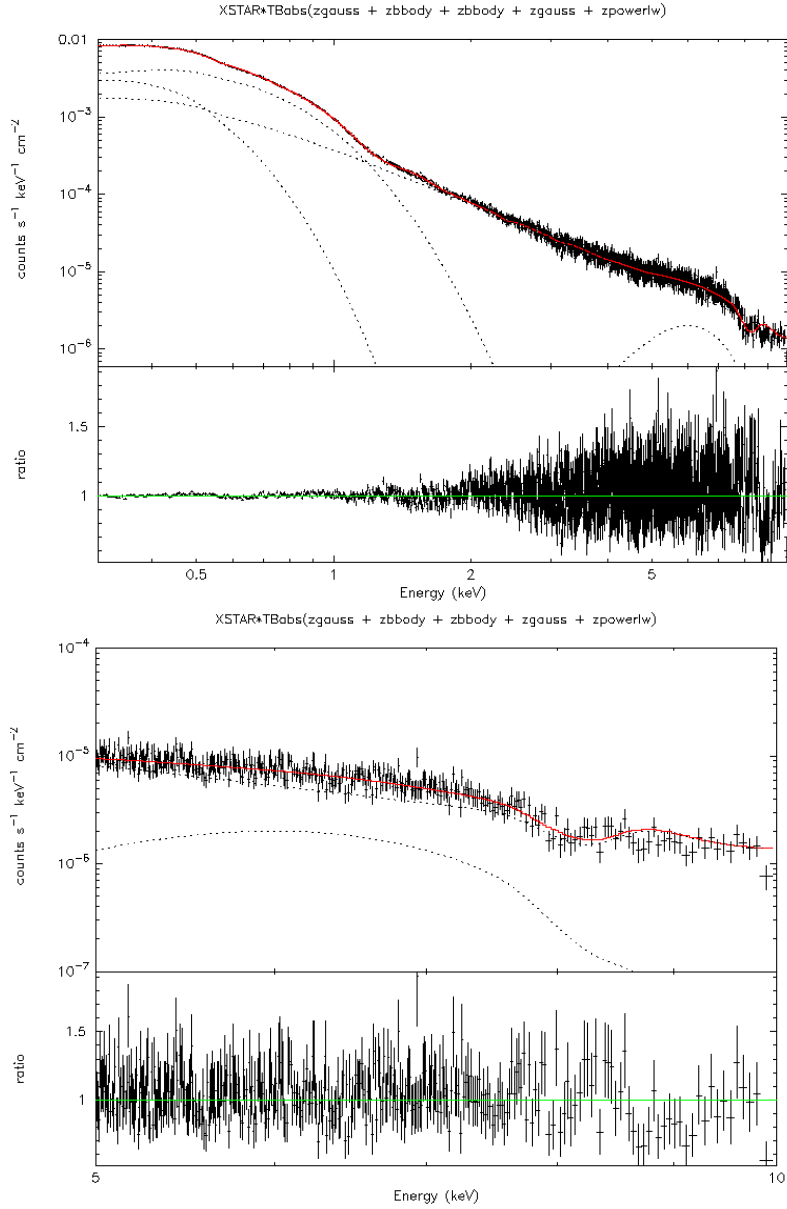 XSTAR*TBabs(zgauss + zbbody + zbbody + zgauss + zpowerlw)
0.01
10⁻³
10⁻⁴
10⁻⁵
10⁻⁶
counts s⁻¹ keV⁻¹ cm⁻²
1.5
1
ratio
0.5 1 2 5
Energy (keV)
XSTAR*TBabs(zgauss + zbbody + zbbody + zgauss + zpowerlw)
10⁻⁴
10⁻⁵
10⁻⁶
10⁻⁷
counts s⁻¹ keV⁻¹ cm⁻²
1.5
1
ratio
5 10
Energy (keV)